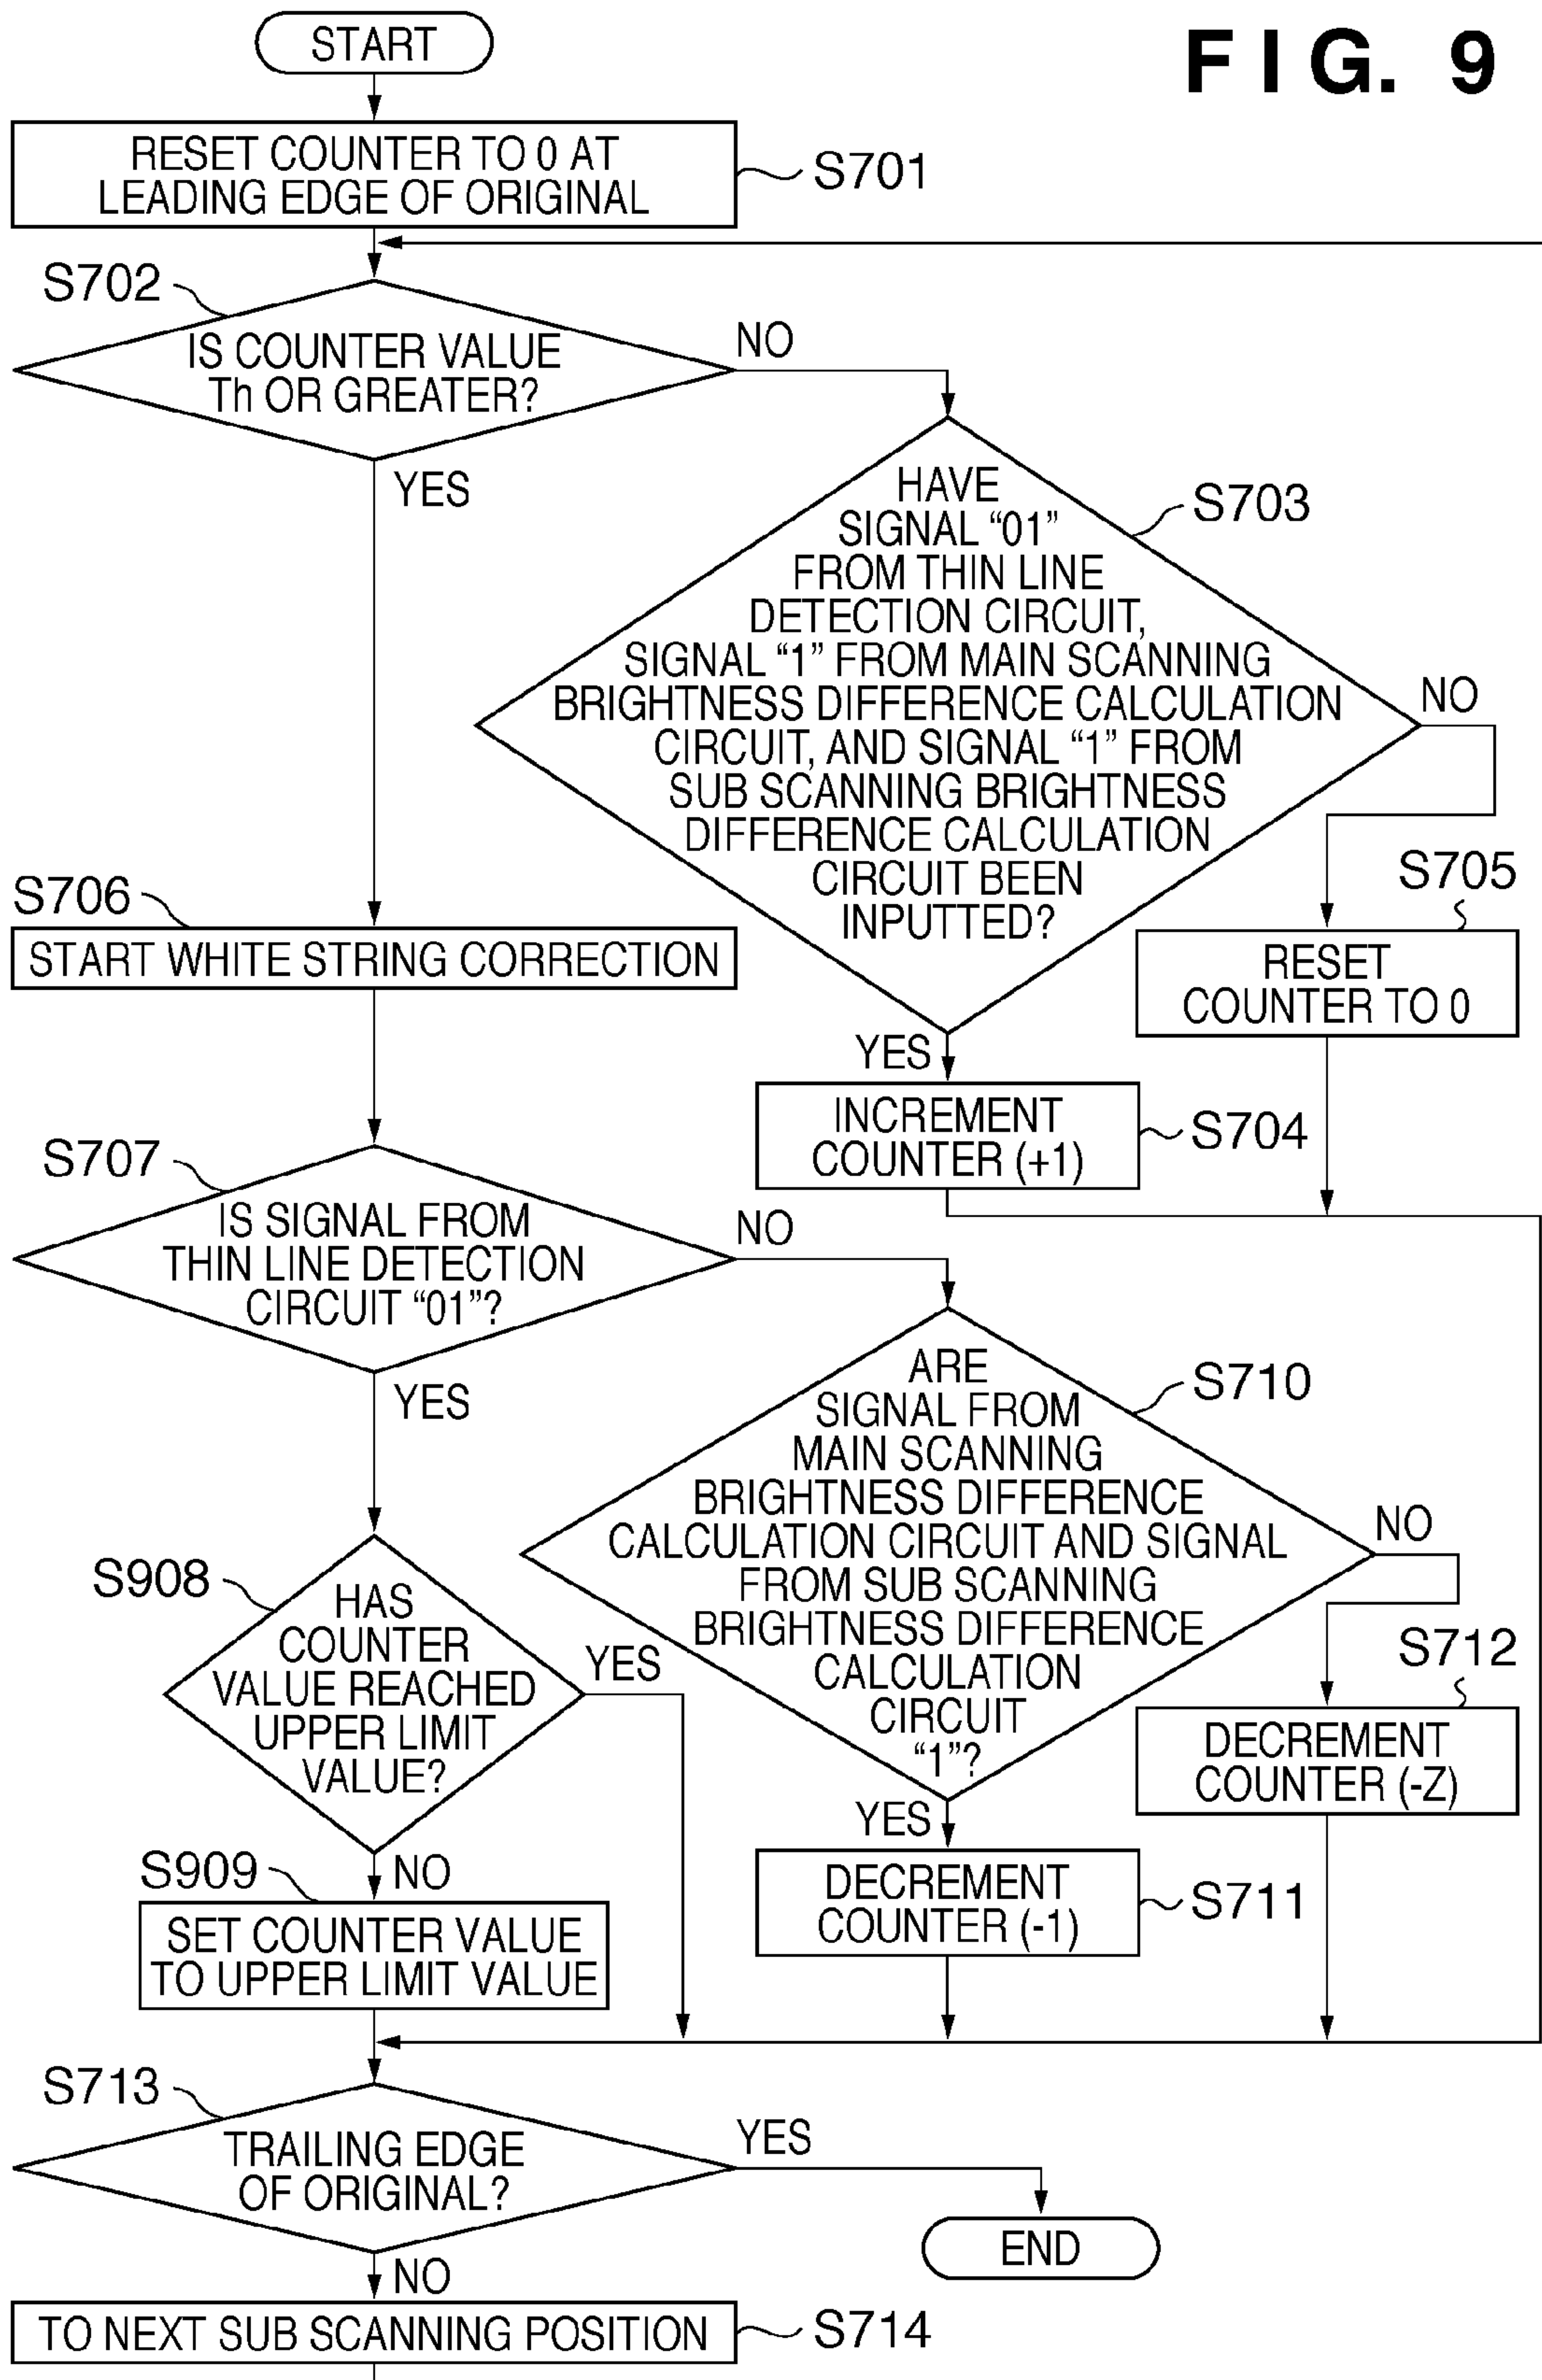 FIG. 9
START
RESET COUNTER TO 0 AT
LEADING EDGE OF ORIGINAL
S701
S702
IS COUNTER VALUE
Th OR GREATER?
NO
YES
HAVE
SIGNAL “01”
FROM THIN LINE
DETECTION CIRCUIT,
SIGNAL “1” FROM MAIN SCANNING
BRIGHTNESS DIFFERENCE CALCULATION
CIRCUIT, AND SIGNAL “1” FROM
SUB SCANNING BRIGHTNESS
DIFFERENCE CALCULATION
CIRCUIT BEEN
INPUTTED?
S703
NO
S705
RESET
COUNTER TO 0
S706
START WHITE STRING CORRECTION
YES
INCREMENT
COUNTER (+1)
S704
S707
IS SIGNAL FROM
THIN LINE DETECTION
CIRCUIT “01”?
NO
YES
ARE
SIGNAL FROM
MAIN SCANNING
BRIGHTNESS DIFFERENCE
CALCULATION CIRCUIT AND SIGNAL
FROM SUB SCANNING
BRIGHTNESS DIFFERENCE
CALCULATION
CIRCUIT
“1”?
S710
NO
S712
DECREMENT
COUNTER (-Z)
S908
HAS
COUNTER
VALUE REACHED
UPPER LIMIT
VALUE?
YES
YES
DECREMENT
COUNTER (-1)
S711
NO
S909
SET COUNTER VALUE
TO UPPER LIMIT VALUE
S713
TRAILING EDGE
OF ORIGINAL?
YES
END
NO
TO NEXT SUB SCANNING POSITION
S714